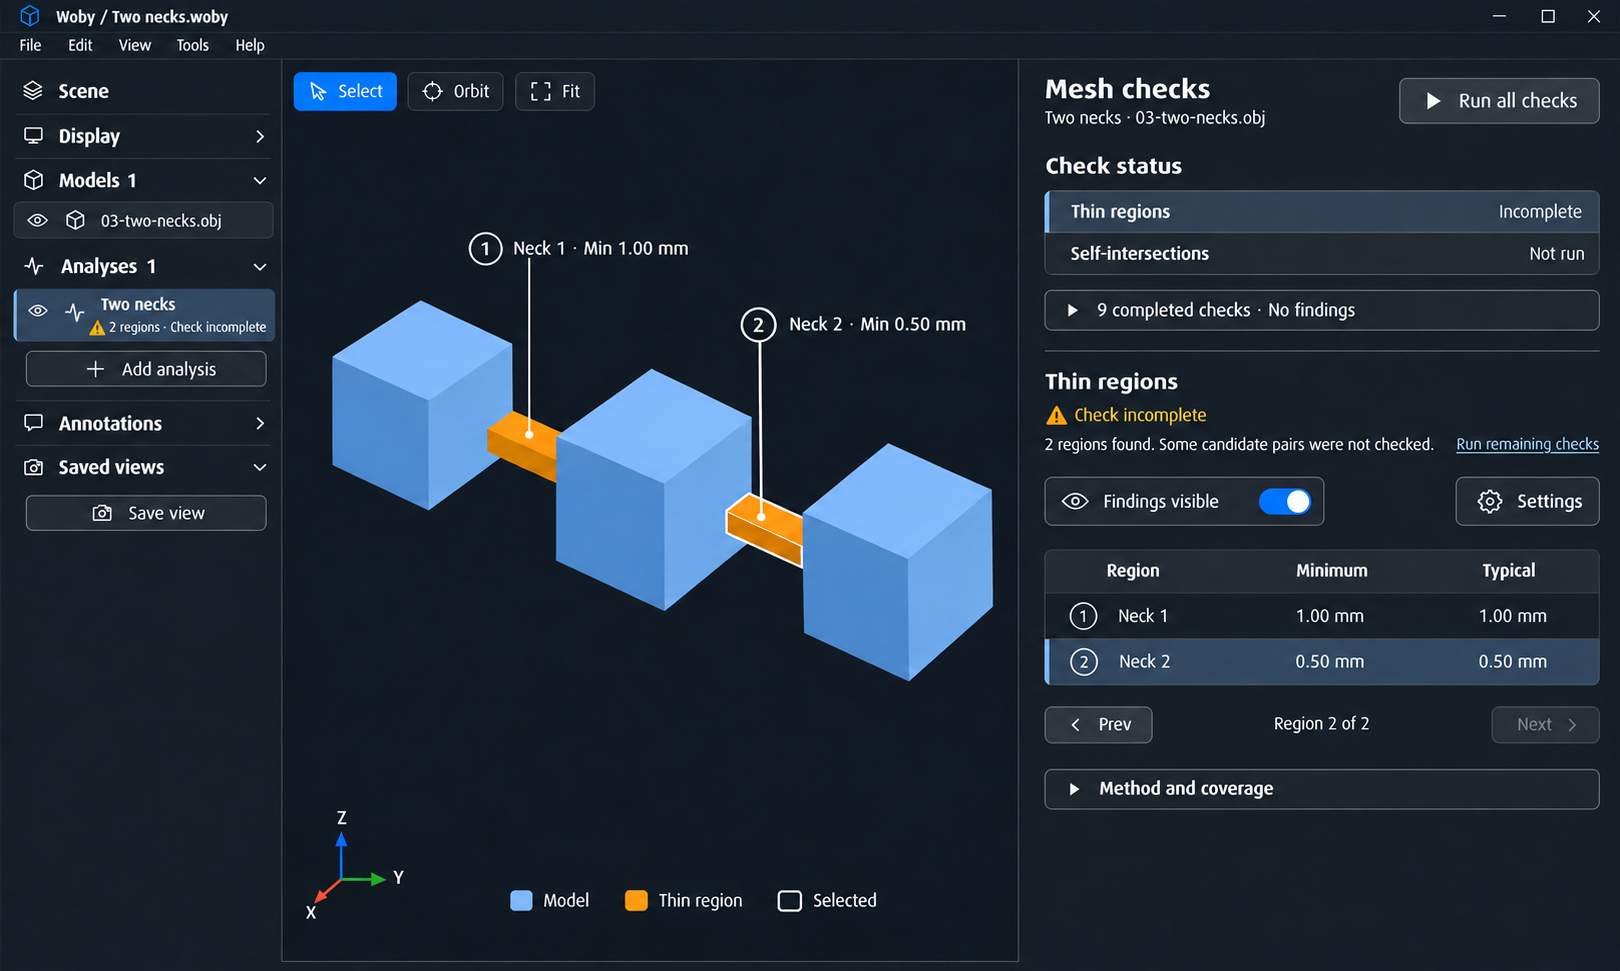 Woby / Two necks.woby
File Edit View Tools Help
Scene
Display
Models 1
03-two-necks.obj
Analyses 1
Two necks
2 regions · Check incomplete
Add analysis
Annotations
Saved views
Save view
Select Orbit Fit
1 Neck 1 · Min 1.00 mm
2 Neck 2 · Min 0.50 mm
Z
Y
X
Model Thin region Selected
Mesh checks
Two necks · 03-two-necks.obj
Run all checks
Check status
Thin regions Incomplete
Self-intersections Not run
9 completed checks · No findings
Thin regions
Check incomplete
2 regions found. Some candidate pairs were not checked. Run remaining checks
Findings visible Settings
Region Minimum Typical
1 Neck 1 1.00 mm 1.00 mm
2 Neck 2 0.50 mm 0.50 mm
Prev Region 2 of 2 Next
Method and coverage